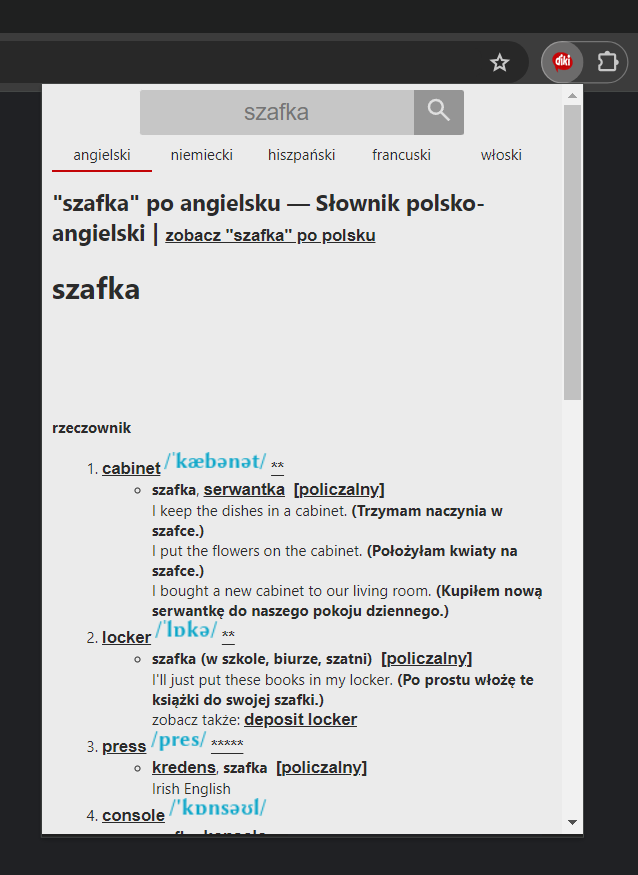 diki
szafka
angielski niemiecki hiszpański francuski włoski
"szafka" po angielsku — Słownik polsko-
angielski | zobacz "szafka" po polsku
szafka
rzeczownik
1. cabinet /ˈkæbənət/ **
szafka, serwantka [policzalny]
I keep the dishes in a cabinet. (Trzymam naczynia w
szafce.)
I put the flowers on the cabinet. (Położyłam kwiaty na
szafce.)
I bought a new cabinet to our living room. (Kupiłem nową
serwantkę do naszego pokoju dziennego.)
2. locker /ˈlɒkə/ **
szafka (w szkole, biurze, szatni) [policzalny]
I'll just put these books in my locker. (Po prostu włożę te
książki do swojej szafki.)
zobacz także: deposit locker
3. press /pres/ *****
kredens, szafka [policzalny]
Irish English
4. console /ˈkɒnsəʊl/